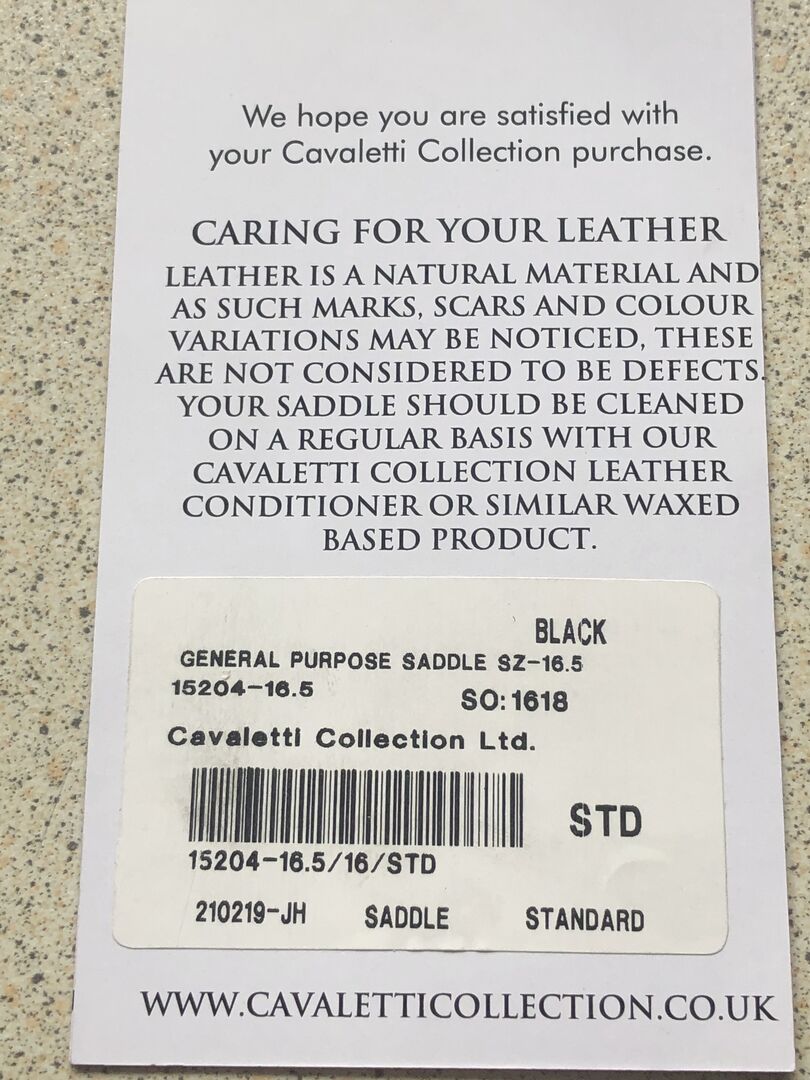 We hope you are satisfied with
your Cavaletti Collection purchase.
CARING FOR YOUR LEATHER
LEATHER IS A NATURAL MATERIAL AND
AS SUCH MARKS, SCARS AND COLOUR
VARIATIONS MAY BE NOTICED, THESE
ARE NOT CONSIDERED TO BE DEFECTS.
YOUR SADDLE SHOULD BE CLEANED
ON A REGULAR BASIS WITH OUR
CAVALETTI COLLECTION LEATHER
CONDITIONER OR SIMILAR WAXED
BASED PRODUCT.
BLACK
GENERAL PURPOSE SADDLE SZ-16.5
15204-16.5 SO:1618
Cavaletti Collection Ltd.
STD
15204-16.5/16/STD
210219-JH SADDLE STANDARD
WWW.CAVALETTICOLLECTION.CO.UK